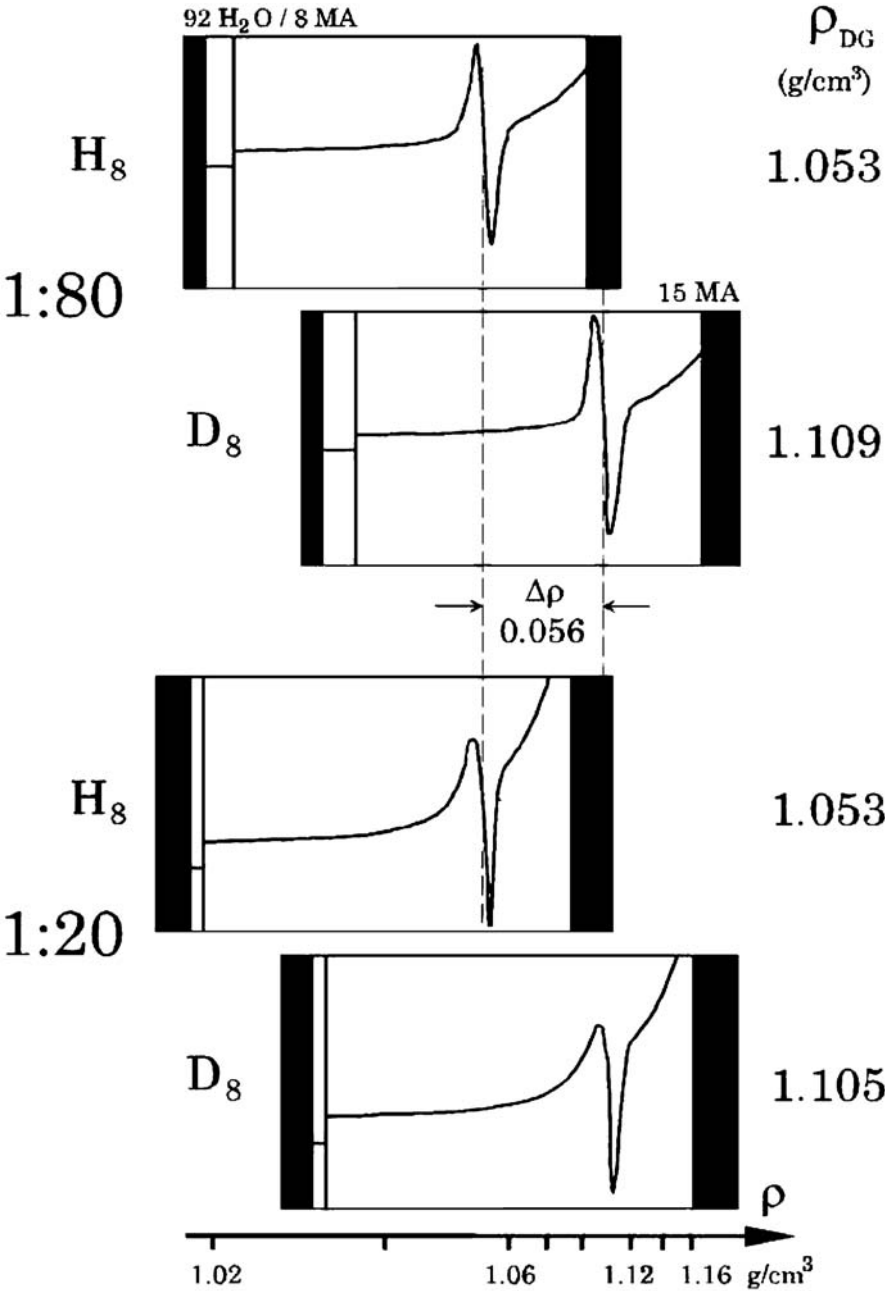 92 H₂O / 8 MA
ρDG
(g/cm³)
H₈
1.053
1:80
15 MA
D₈
1.109
Δρ
0.056
H₈
1.053
1:20
D₈
1.105
ρ
1.02
1.06
1.12
1.16
g/cm³